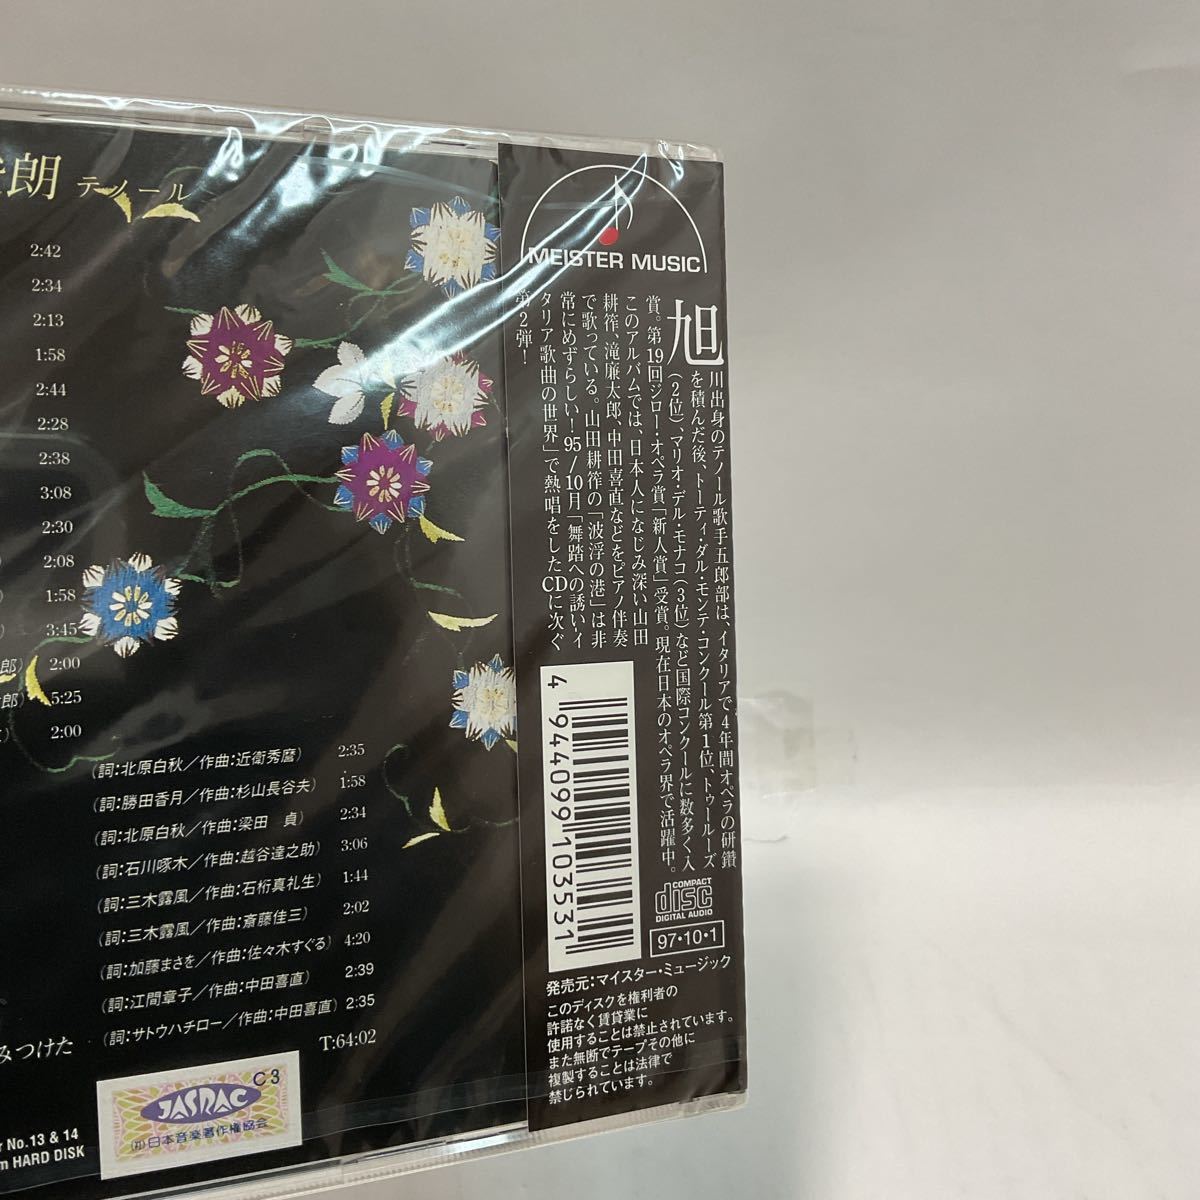 朗 テノール
2:42
2:34
2:13
1:58
2:44
2:28
2:38
3:08
2:30
2:08
1:58
3:45
郎) 2:00
郎) 5:25
2:00
(詞:北原白秋/作曲:近衛秀麿) 2:35
(詞:勝田香月/作曲:杉山長谷夫) 1:58
(詞:北原白秋/作曲:梁田 貞) 2:34
(詞:石川啄木/作曲:越谷達之助) 3:06
(詞:三木露風/作曲:石桁真礼生) 1:44
(詞:三木露風/作曲:斎藤佳三) 2:02
(詞:加藤まさを/作曲:佐々木すぐる) 4:20
(詞:江間章子/作曲:中田喜直) 2:39
みつけた (詞:サトウハチロー/作曲:中田喜直) 2:35
T:64:02
C3
JASRAC
(社)日本音楽著作権協会
No.13 & 14
m HARD DISK
MEISTER MUSIC
旭川出身のテノール歌手五郎部は、イタリアで4年間オペラの研鑽
を積んだ後、トーティ・ダル・モンテ・コンクール第1位、トゥールーズ
(2位)、マリオ・デル・モナコ(3位)など国際コンクールに数多く入
賞。第19回ジロー・オペラ賞「新人賞」受賞。現在日本のオペラ界で活躍中。
このアルバムでは、日本人になじみ深い山田
耕筰、滝廉太郎、中田喜直などをピアノ伴奏
で歌っている。山田耕筰の「波浮の港」は非
常にめずらしい!95/10月「舞踏への誘いイ
タリア歌曲の世界」で熱唱をしたCDに次ぐ
第2弾!
4 944099 103531
COMPACT
disc
DIGITAL AUDIO
97・10・1
発売元:マイスター・ミュージック
このディスクを権利者の
許諾なく賃貸業に
使用することは禁止されています。
また無断でテープその他に
複製することは法律で
禁じられています。